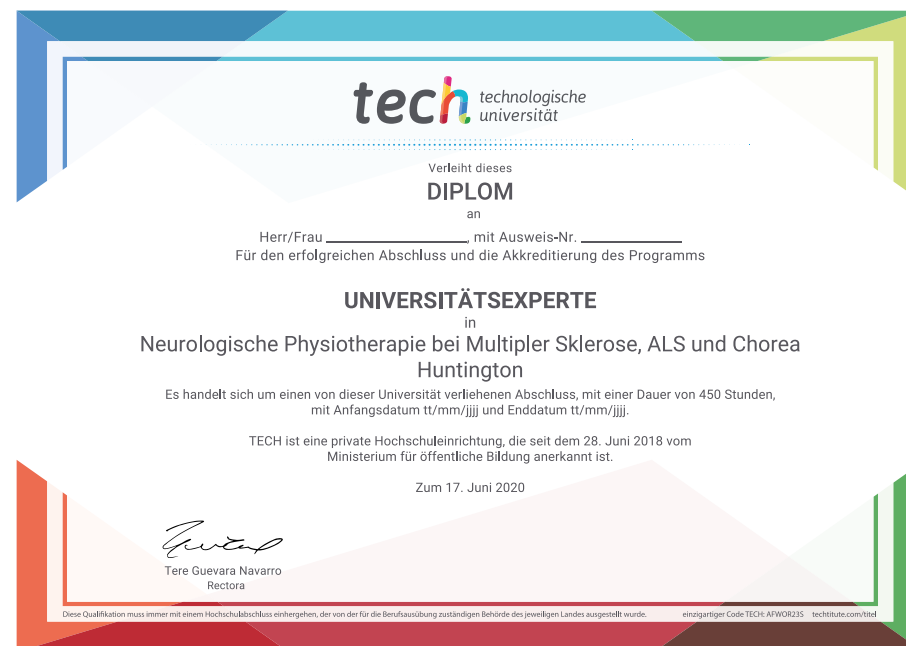 tech technologische
universität
Verleiht dieses
DIPLOM
an
Herr/Frau ____________________, mit Ausweis-Nr. ______________
Für den erfolgreichen Abschluss und die Akkreditierung des Programms
UNIVERSITÄTSEXPERTE
in
Neurologische Physiotherapie bei Multipler Sklerose, ALS und Chorea
Huntington
Es handelt sich um einen von dieser Universität verliehenen Abschluss, mit einer Dauer von 450 Stunden,
mit Anfangsdatum tt/mm/jjjj und Enddatum tt/mm/jjjj.
TECH ist eine private Hochschuleinrichtung, die seit dem 28. Juni 2018 vom
Ministerium für öffentliche Bildung anerkannt ist.
Zum 17. Juni 2020
Tere Guevara Navarro
Rectora
Diese Qualifikation muss immer mit einem Hochschulabschluss einhergehen, der von der für die Berufsausübung zuständigen Behörde des jeweiligen Landes ausgestellt wurde. einzigartiger Code TECH: AFWOR23S techtitute.com/titel